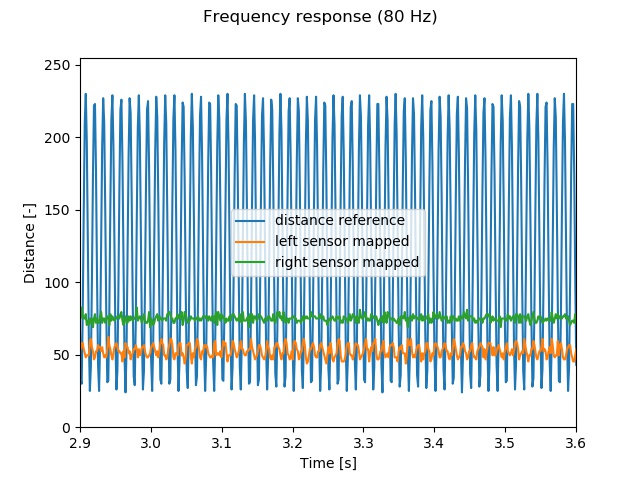 Frequency response (80 Hz)
250
200
150
100
50
0
Distance [-]
distance reference
left sensor mapped
right sensor mapped
2.9 3.0 3.1 3.2 3.3 3.4 3.5 3.6
Time [s]